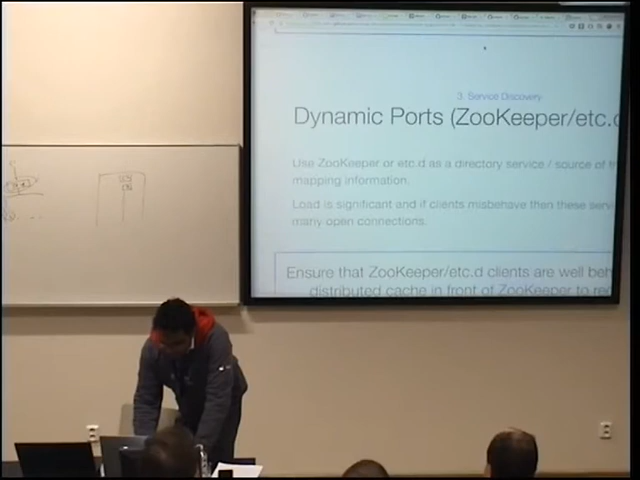 3. Service Discovery
Dynamic Ports (ZooKeeper/etc.d
Use ZooKeeper or etc.d as a directory service / source of
mapping information.
Load is significant and if clients misbehave then these
many open connections.
Ensure that ZooKeeper/etc.d clients are well
distributed cache in front of ZooKeeper to